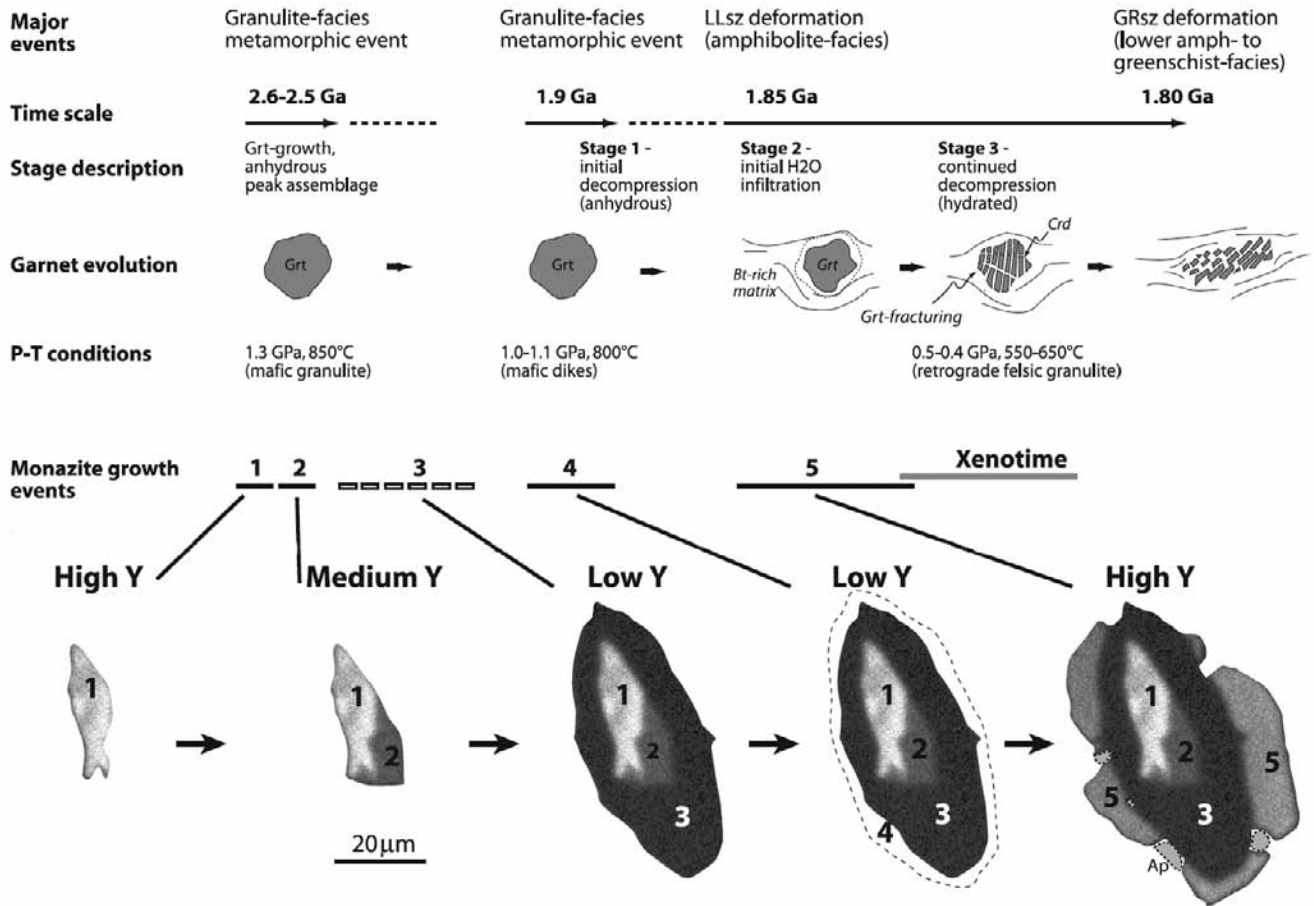 Major events
Granulite-facies metamorphic event
Granulite-facies metamorphic event
LLsz deformation (amphibolite-facies)
GRsz deformation (lower amph- to greenschist-facies)
Time scale
2.6-2.5 Ga
1.9 Ga
1.85 Ga
1.80 Ga
Stage description
Grt-growth, anhydrous peak assemblage
Stage 1 - initial decompression (anhydrous)
Stage 2 - initial H2O infiltration
Stage 3 - continued decompression (hydrated)
Garnet evolution
Grt
Grt
Bt-rich matrix
Grt
Crd
Grt-fracturing
P-T conditions
1.3 GPa, 850°C (mafic granulite)
1.0-1.1 GPa, 800°C (mafic dikes)
0.5-0.4 GPa, 550-650°C (retrograde felsic granulite)
Monazite growth events
1
2
3
4
5
Xenotime
High Y
Medium Y
Low Y
Low Y
High Y
1
1
2
1
2
3
1
2
3
4
1
2
3
5
5
Ap
20 μm